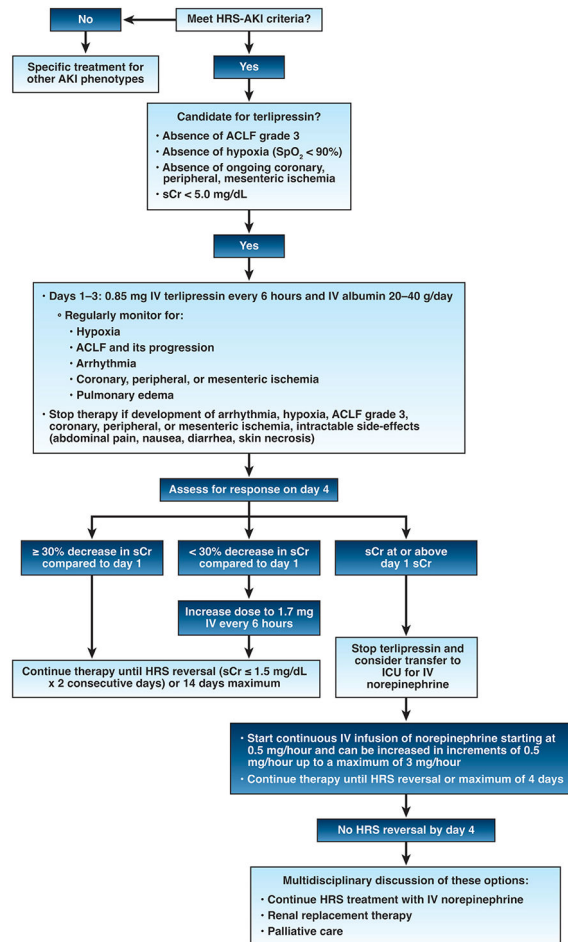 No
Meet HRS-AKI criteria?
Specific treatment for
other AKI phenotypes
Yes
Candidate for terlipressin?
• Absence of ACLF grade 3
• Absence of hypoxia (SpO2 < 90%)
• Absence of ongoing coronary,
peripheral, mesenteric ischemia
• sCr < 5.0 mg/dL
Yes
• Days 1–3: 0.85 mg IV terlipressin every 6 hours and IV albumin 20–40 g/day
° Regularly monitor for:
• Hypoxia
• ACLF and its progression
• Arrhythmia
• Coronary, peripheral, or mesenteric ischemia
• Pulmonary edema
• Stop therapy if development of arrhythmia, hypoxia, ACLF grade 3,
coronary, peripheral, or mesenteric ischemia, intractable side-effects
(abdominal pain, nausea, diarrhea, skin necrosis)
Assess for response on day 4
≥ 30% decrease in sCr
compared to day 1
< 30% decrease in sCr
compared to day 1
sCr at or above
day 1 sCr
Increase dose to 1.7 mg
IV every 6 hours
Continue therapy until HRS reversal (sCr ≤ 1.5 mg/dL
x 2 consecutive days) or 14 days maximum
Stop terlipressin and
consider transfer to
ICU for IV
norepinephrine
• Start continuous IV infusion of norepinephrine starting at
0.5 mg/hour and can be increased in increments of 0.5
mg/hour up to a maximum of 3 mg/hour
• Continue therapy until HRS reversal or maximum of 4 days
No HRS reversal by day 4
Multidisciplinary discussion of these options:
• Continue HRS treatment with IV norepinephrine
• Renal replacement therapy
• Palliative care